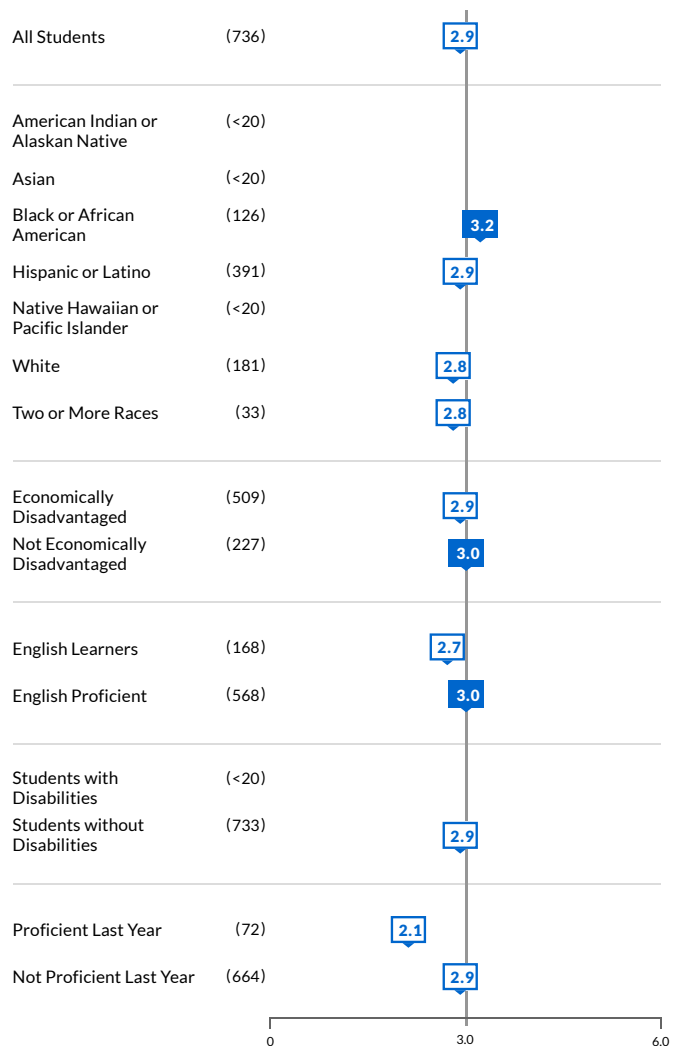 All Students (736) 2.9
American Indian or (<20)
Alaskan Native
Asian (<20)
Black or African (126) 3.2
American
Hispanic or Latino (391) 2.9
Native Hawaiian or (<20)
Pacific Islander
White (181) 2.8
Two or More Races (33) 2.8
Economically (509) 2.9
Disadvantaged
Not Economically (227) 3.0
Disadvantaged
English Learners (168) 2.7
English Proficient (568) 3.0
Students with (<20)
Disabilities
Students without (733) 2.9
Disabilities
Proficient Last Year (72) 2.1
Not Proficient Last Year (664) 2.9
0 3.0 6.0